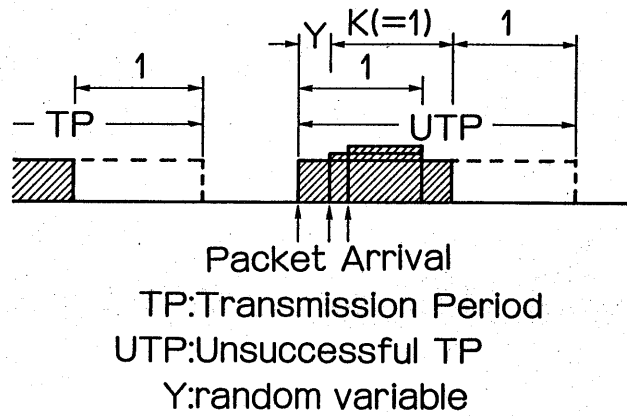 Y K(=1) 1
1 1
TP UTP
Packet Arrival
TP:Transmission Period
UTP:Unsuccessful TP
Y:random variable